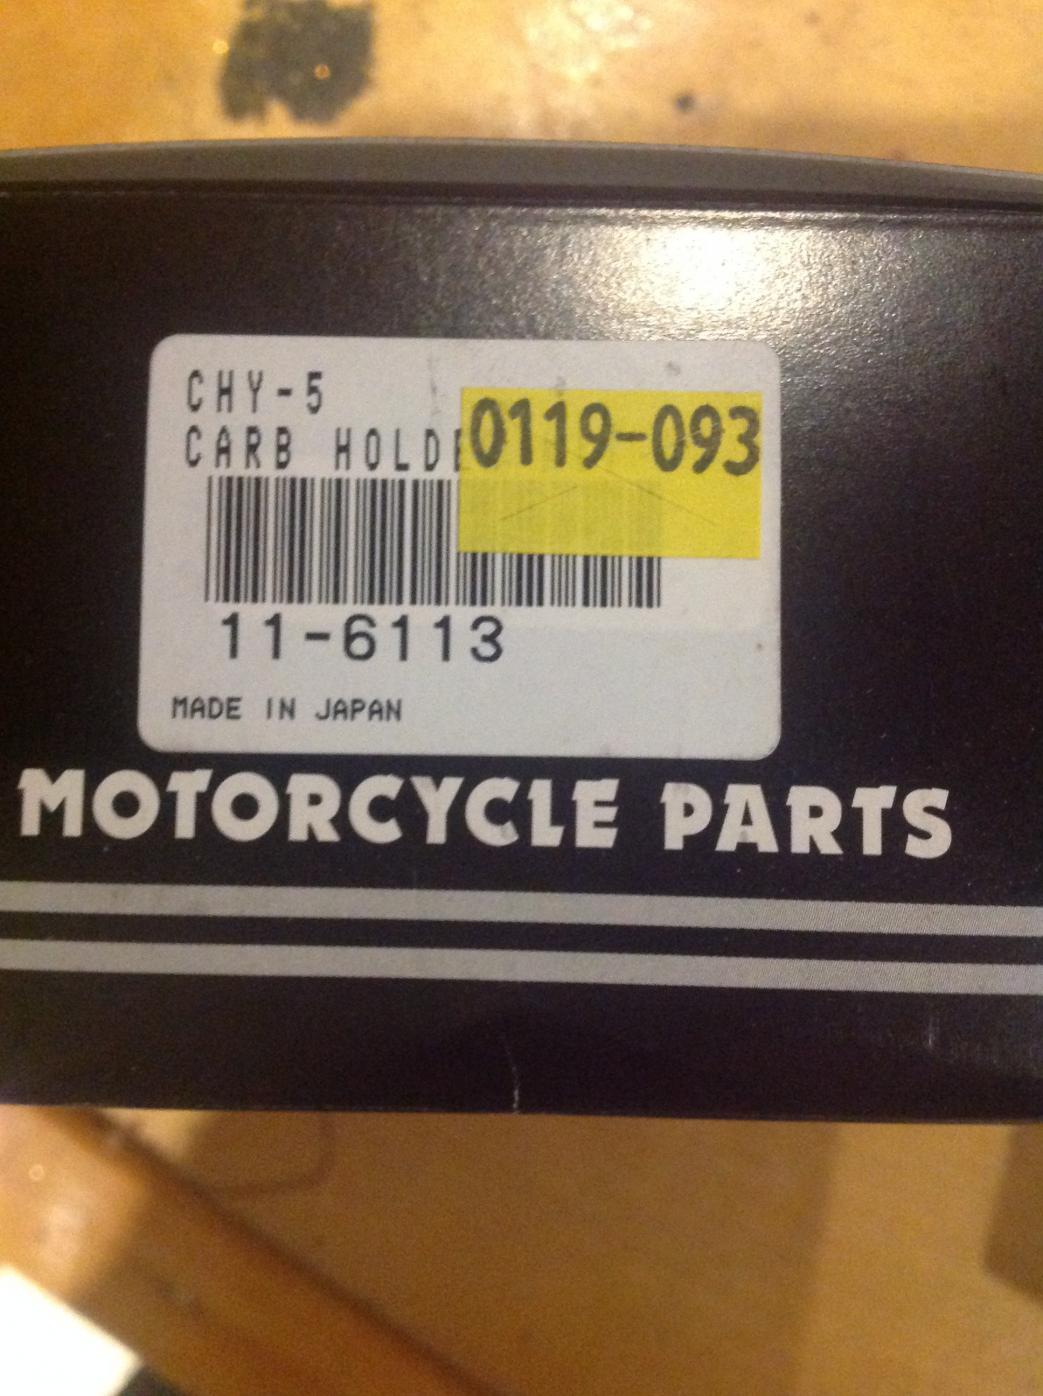 CHY-5
CARB HOLDE
0119-093
11-6113
MADE IN JAPAN
MOTORCYCLE PARTS